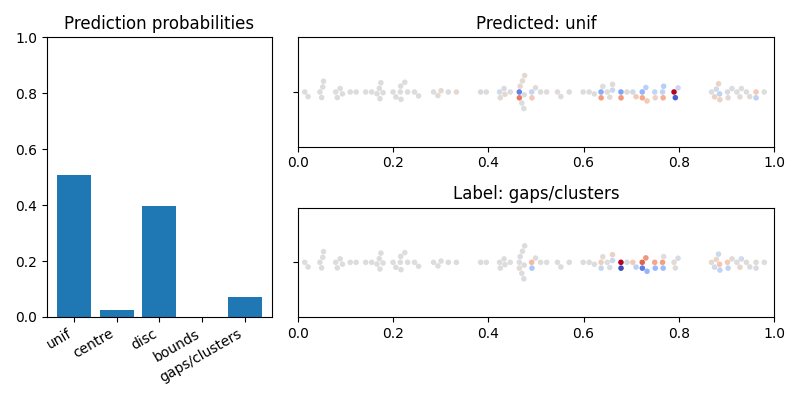 Prediction probabilities
1.0
0.8
0.6
0.4
0.2
0.0
unif
centre
disc
bounds
gaps/clusters
Predicted: unif
0.0 0.2 0.4 0.6 0.8 1.0
Label: gaps/clusters
0.0 0.2 0.4 0.6 0.8 1.0